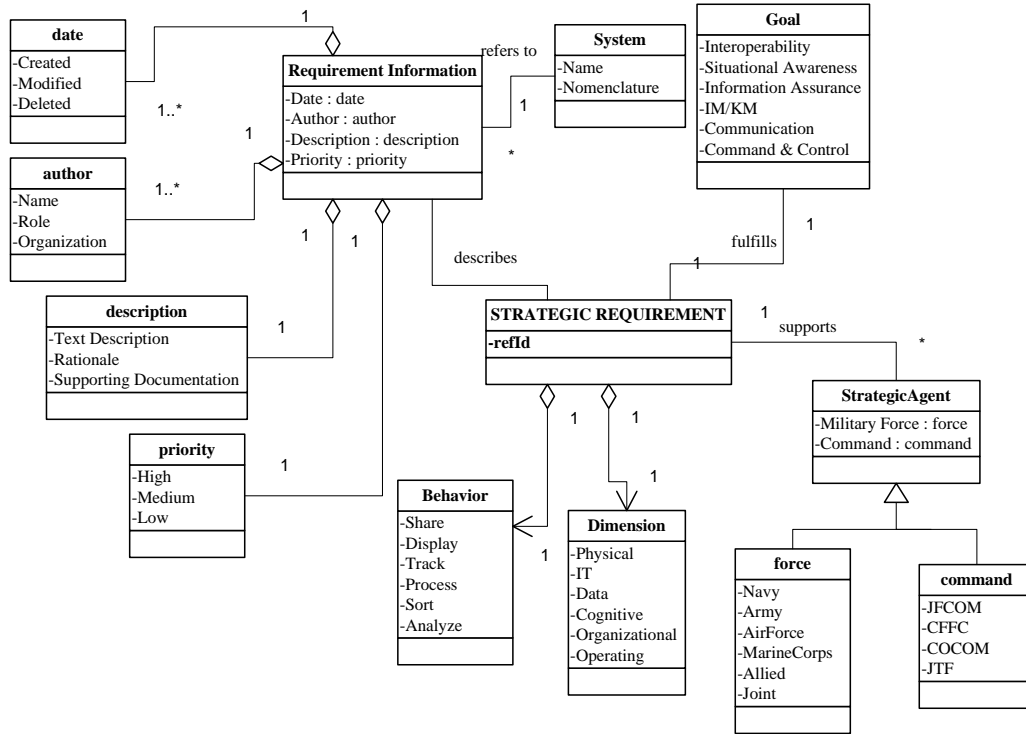 date
-Created
-Modified
-Deleted
1
1..*
Requirement Information
-Date : date
-Author : author
-Description : description
-Priority : priority
refers to
1
*
System
-Name
-Nomenclature
Goal
-Interoperability
-Situational Awareness
-Information Assurance
-IM/KM
-Communication
-Command & Control
author
-Name
-Role
-Organization
1
1..*
1
1
describes
fulfills
1
1
description
-Text Description
-Rationale
-Supporting Documentation
1
STRATEGIC REQUIREMENT
-refId
1
supports
*
StrategicAgent
-Military Force : force
-Command : command
priority
-High
-Medium
-Low
1
1
1
Behavior
-Share
-Display
-Track
-Process
-Sort
-Analyze
1
1
Dimension
-Physical
-IT
-Data
-Cognitive
-Organizational
-Operating
force
-Navy
-Army
-AirForce
-MarineCorps
-Allied
-Joint
command
-JFCOM
-CFFC
-COCOM
-JTF